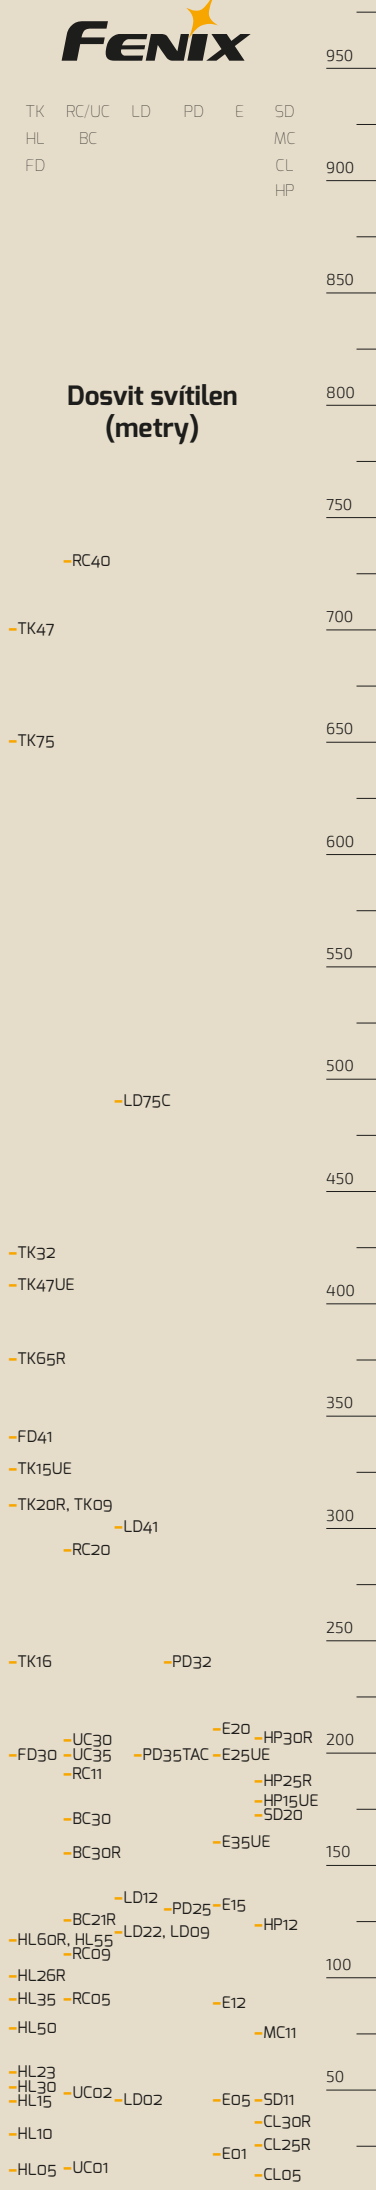 FENIX
950
TK RC/UC LD PD E SD
HL BC MC
FD CL
HP
900
850
Dosvit svítilen
(metry)
800
750
RC40
700
TK47
650
TK75
600
550
500
LD75C
450
TK32
TK47UE
400
TK65R
350
FD41
TK15UE
TK20R, TK09
300
LD41
RC20
250
TK16 PD32
E20
HP30R
UC30
200
FD30 UC35 PD35TAC E25UE
RC11
HP25R
HP15UE
SD20
BC30
E35UE
150
BC30R
LD12
E15
PD25
BC21R
HP12
LD22, LD09
HL60R, HL55
RC09
100
HL26R
HL35 RC05
E12
HL50
MC11
50
HL23
HL30
UC02
HL15 LD02 E05 SD11
CL30R
HL10
CL25R
E01
HL05 UC01
CL05